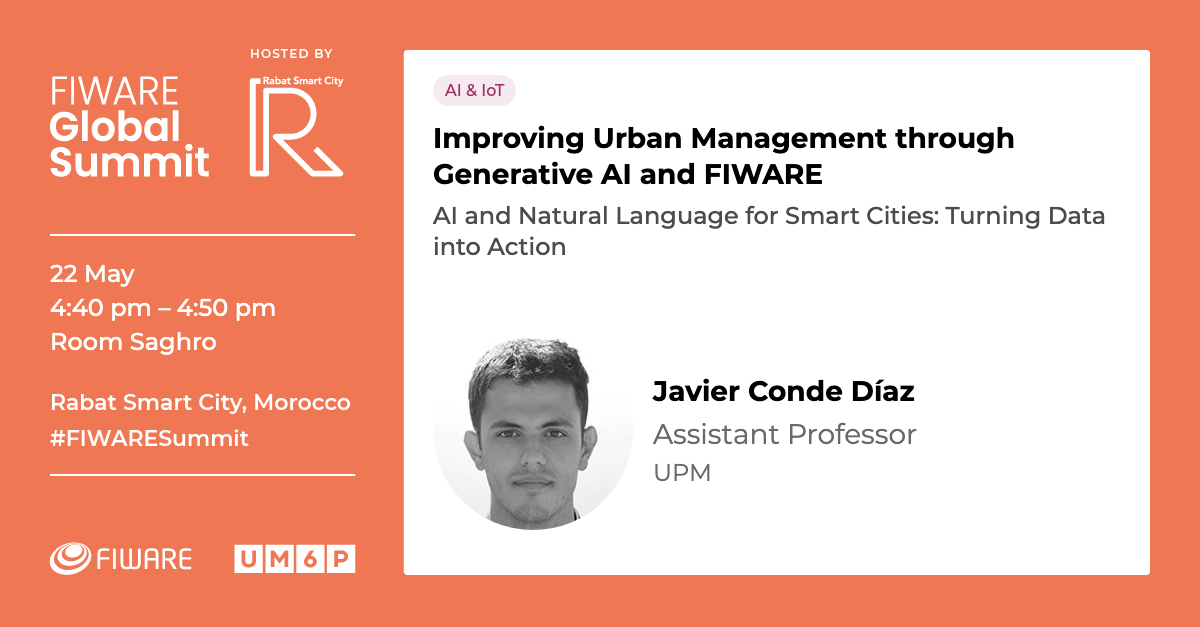 HOSTED BY
FIWARE
Global
Summit
Rabat Smart City
R
22 May
4:40 pm – 4:50 pm
Room Saghro
Rabat Smart City, Morocco
#FIWARESummit
FIWARE
UM6P
AI & IoT
Improving Urban Management through
Generative AI and FIWARE
AI and Natural Language for Smart Cities: Turning Data
into Action
Javier Conde Díaz
Assistant Professor
UPM